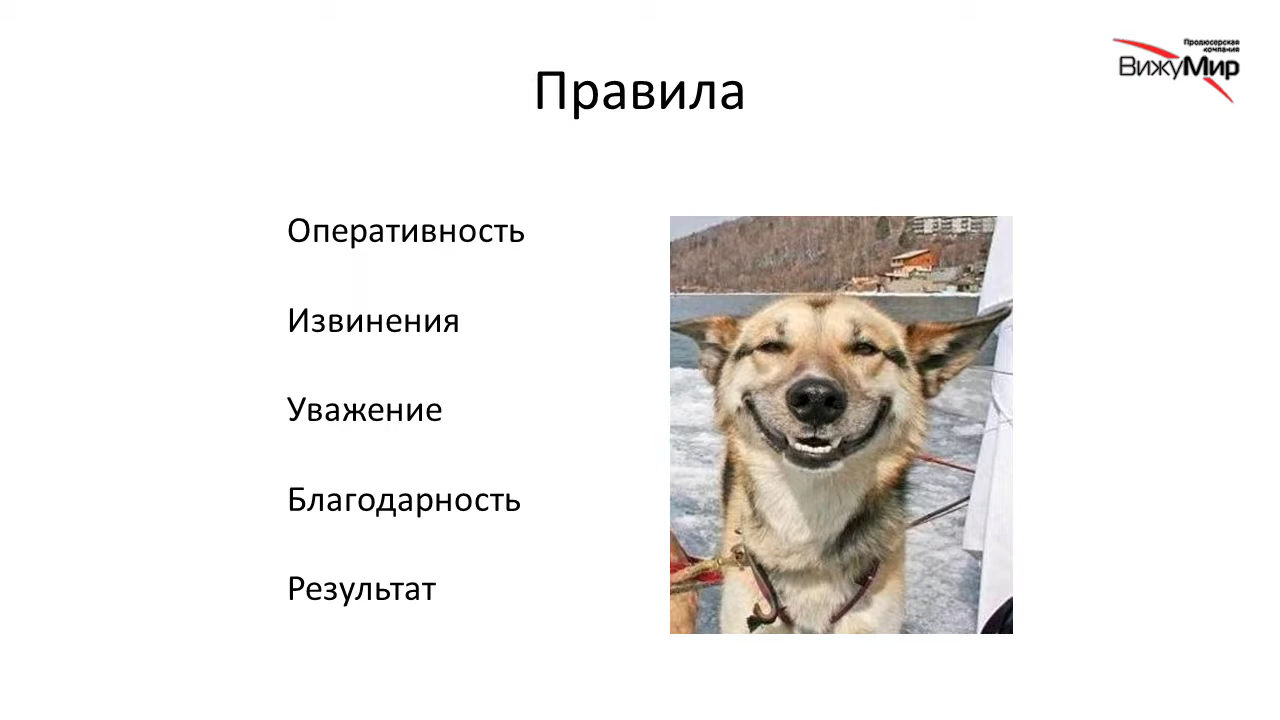 Продюсерская
компания
ВижуМир
Правила
Оперативность
Извинения
Уважение
Благодарность
Результат